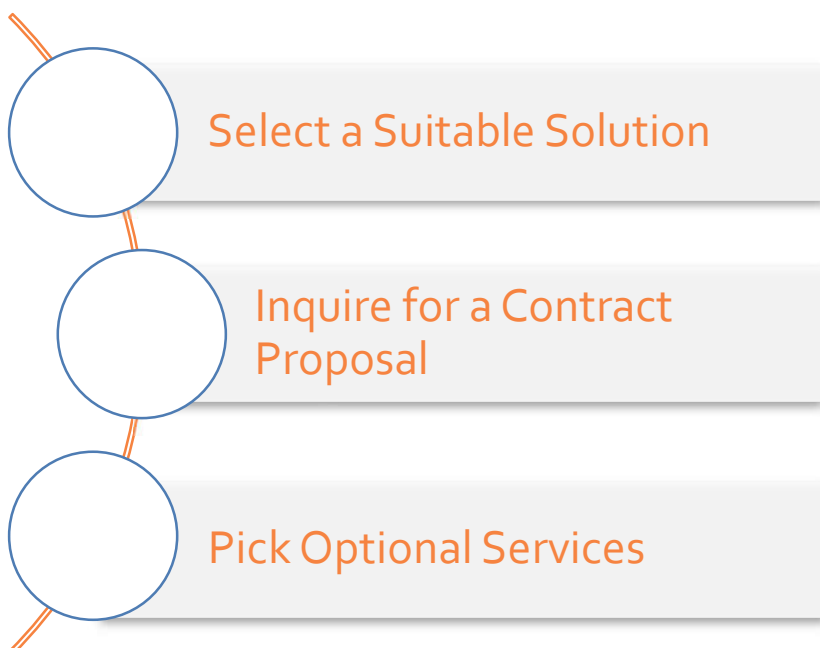 Select a Suitable Solution
Inquire for a Contract
Proposal
Pick Optional Services